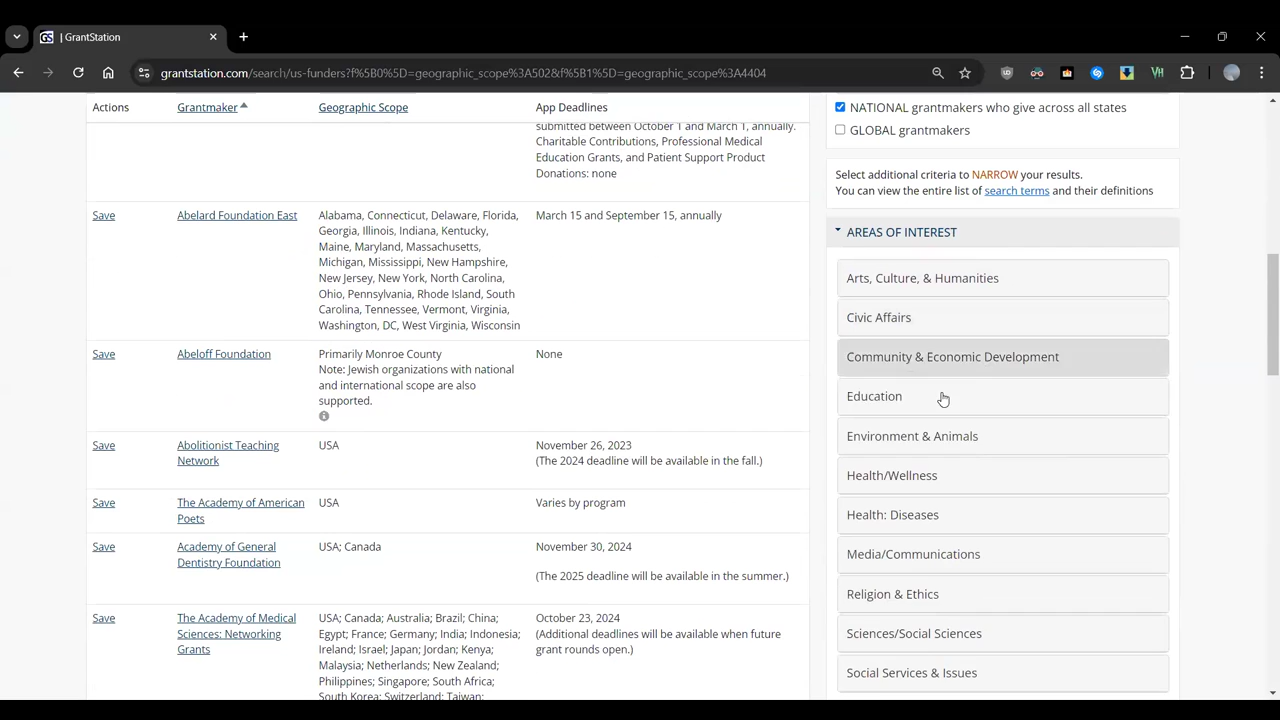 GS | GrantStation
grantstation.com/search/us-funders?f%5B0%5D=geographic_scope%3A502&f%5B1%5D=geographic_scope%3A4404
Actions Grantmaker Geographic Scope App Deadlines
submitted between October 1 and March 1, annually.
Charitable Contributions, Professional Medical
Education Grants, and Patient Support Product
Donations: none
Save Abelard Foundation East
Alabama, Connecticut, Delaware, Florida,
Georgia, Illinois, Indiana, Kentucky,
Maine, Maryland, Massachusetts,
Michigan, Mississippi, New Hampshire,
New Jersey, New York, North Carolina,
Ohio, Pennsylvania, Rhode Island, South
Carolina, Tennessee, Vermont, Virginia,
Washington, DC, West Virginia, Wisconsin
March 15 and September 15, annually
Save Abeloff Foundation
Primarily Monroe County
Note: Jewish organizations with national
and international scope are also
supported.
None
Save Abolitionist Teaching
Network
USA
November 26, 2023
(The 2024 deadline will be available in the fall.)
Save The Academy of American
Poets
USA
Varies by program
Save Academy of General
Dentistry Foundation
USA; Canada
November 30, 2024
(The 2025 deadline will be available in the summer.)
Save The Academy of Medical
Sciences: Networking
Grants
USA; Canada; Australia; Brazil; China;
Egypt; France; Germany; India; Indonesia;
Ireland; Israel; Japan; Jordan; Kenya;
Malaysia; Netherlands; New Zealand;
Philippines; Singapore; South Africa;
South Korea; Switzerland; Taiwan;
October 23, 2024
(Additional deadlines will be available when future
grant rounds open.)
NATIONAL grantmakers who give across all states
GLOBAL grantmakers
Select additional criteria to NARROW your results.
You can view the entire list of search terms and their definitions
AREAS OF INTEREST
Arts, Culture, & Humanities
Civic Affairs
Community & Economic Development
Education
Environment & Animals
Health/Wellness
Health: Diseases
Media/Communications
Religion & Ethics
Sciences/Social Sciences
Social Services & Issues